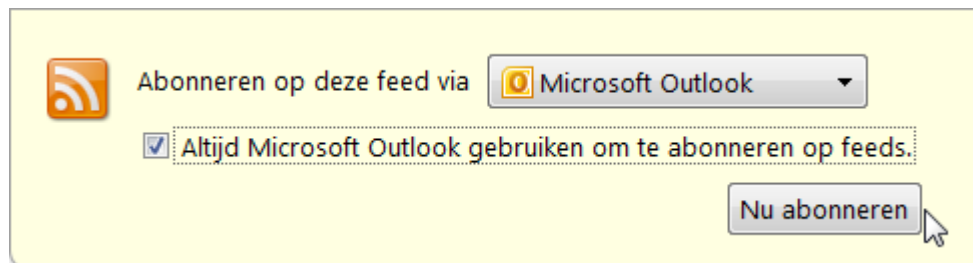 Abonneren op deze feed via Microsoft Outlook
Altijd Microsoft Outlook gebruiken om te abonneren op feeds.
Nu abonneren